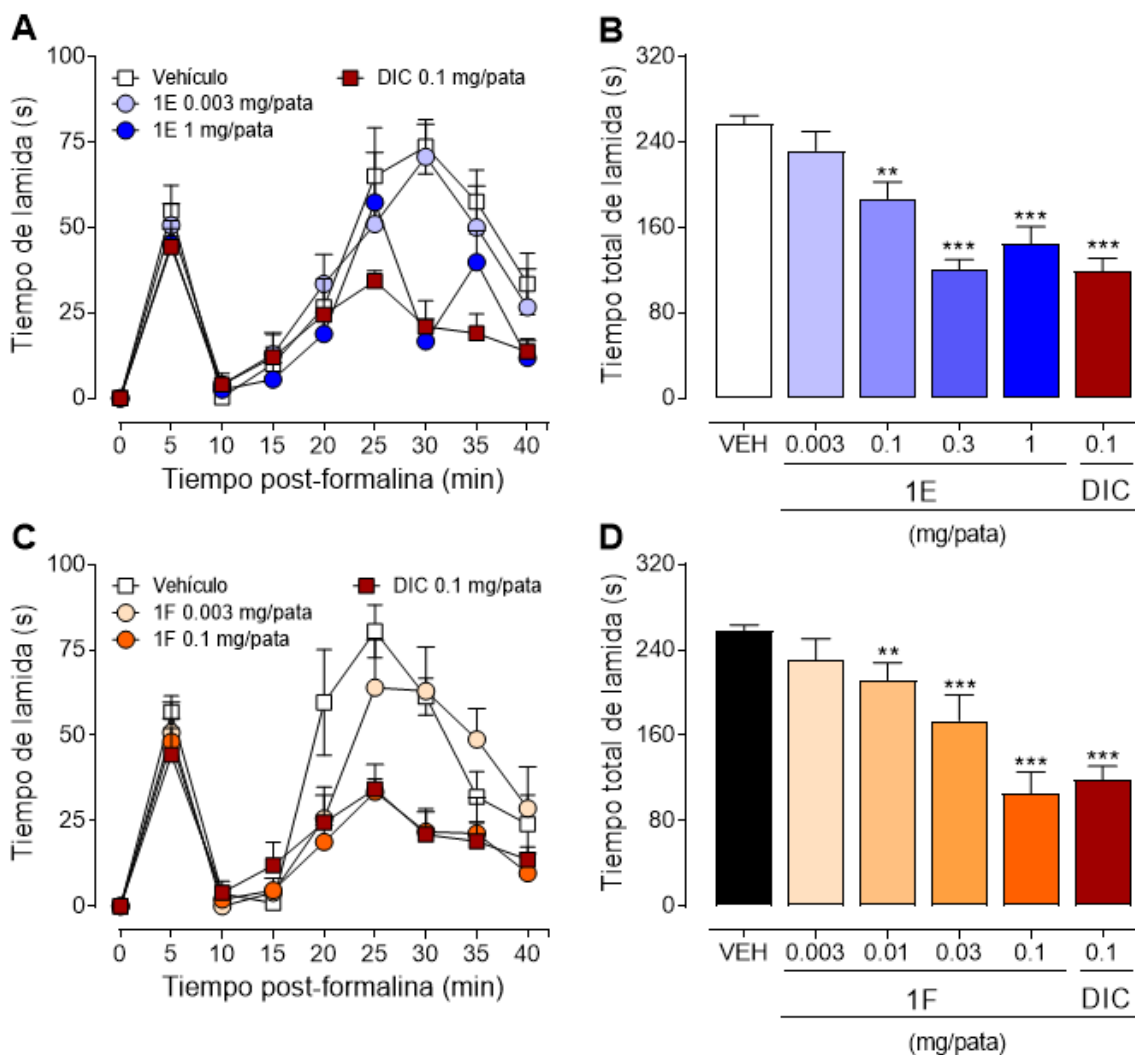 A
100
75
50
25
0
Tiempo de lamida (s)
Vehículo
1E 0.003 mg/pata
1E 1 mg/pata
DIC 0.1 mg/pata
0 5 10 15 20 25 30 35 40
Tiempo post-formalina (min)
B
320
240
160
80
0
Tiempo total de lamida (s)
**
***
***
***
VEH 0.003 0.1 0.3 1 0.1
1E DIC
(mg/pata)
C
100
75
50
25
0
Tiempo de lamida (s)
Vehículo
1F 0.003 mg/pata
1F 0.1 mg/pata
DIC 0.1 mg/pata
0 5 10 15 20 25 30 35 40
Tiempo post-formalina (min)
D
320
240
160
80
0
Tiempo total de lamida (s)
**
***
***
***
VEH 0.003 0.01 0.03 0.1 0.1
1F DIC
(mg/pata)